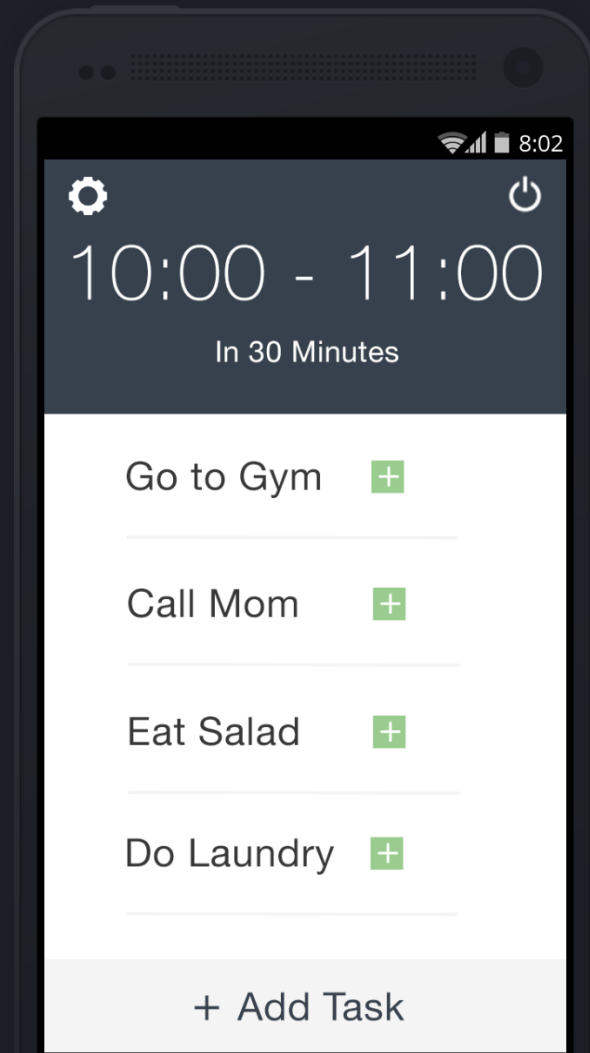 8:02
10:00 - 11:00
In 30 Minutes
Go to Gym +
Call Mom +
Eat Salad +
Do Laundry +
+ Add Task